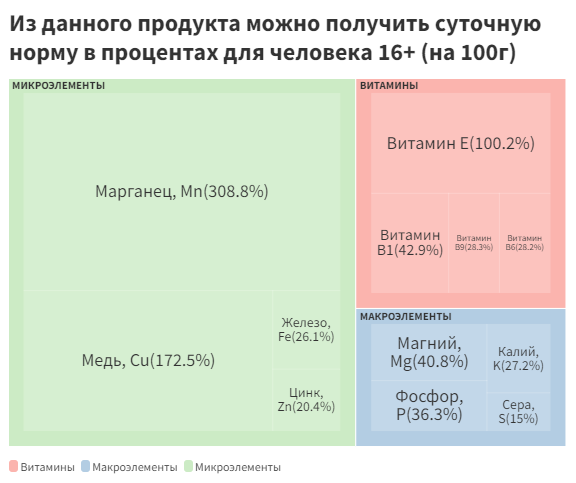 Из данного продукта можно получить суточную
норму в процентах для человека 16+ (на 100г)
МИКРОЭЛЕМЕНТЫ
Марганец, Mn(308.8%)
Медь, Cu(172.5%)
Железо,
Fe(26.1%)
Цинк,
Zn(20.4%)
ВИТАМИНЫ
Витамин E(100.2%)
Витамин
B1(42.9%)
Витамин
B9(28.3%)
Витамин
B6(28.2%)
МАКРОЭЛЕМЕНТЫ
Магний,
Mg(40.8%)
Фосфор,
P(36.3%)
Калий,
K(27.2%)
Сера,
S(15%)
Витамины Макроэлементы Микроэлементы